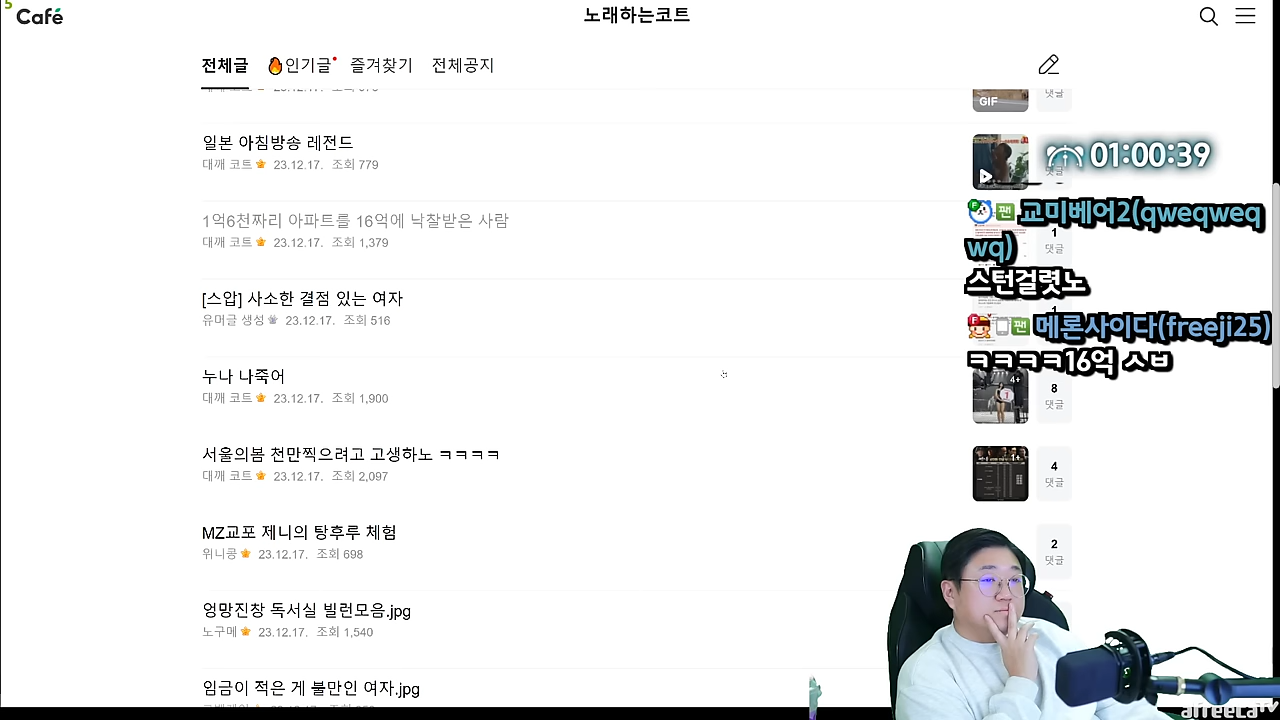 5
Café
노래하는코트
전체글
인기글
즐겨찾기
전체공지
GIF
댓글
일본 아침방송 레전드
대깨 코트 23.12.17. 조회 779
댓글
01:00:39
1억6천짜리 아파트를 16억에 낙찰받은 사람
대깨 코트
1
댓글
F 팬 교미베어2(qweqweq
wq)
스턴걸렷노
[스압] 사소한 결점 있는 여자
유머글 생성 조회 516
F 팬 메론사이다(freeji25)
ㅋㅋㅋㅋ16억 ㅅㅂ
누나 나죽어
대깨 코트 23.12.17. 조회 1,900
4+
8
댓글
서울의봄 천만찍으려고 고생하노 ㅋㅋㅋㅋ
대깨 코트 23.12.17. 조회 2,097
1+
4
댓글
MZ교포 제니의 탕후루 체험
위니콩 23.12.17. 조회 698
2
댓글
엉망진창 독서실 빌런모음.jpg
노구메 23.12.17. 조회 1,540
임금이 적은 게 불만인 여자.jpg
afreecaTV